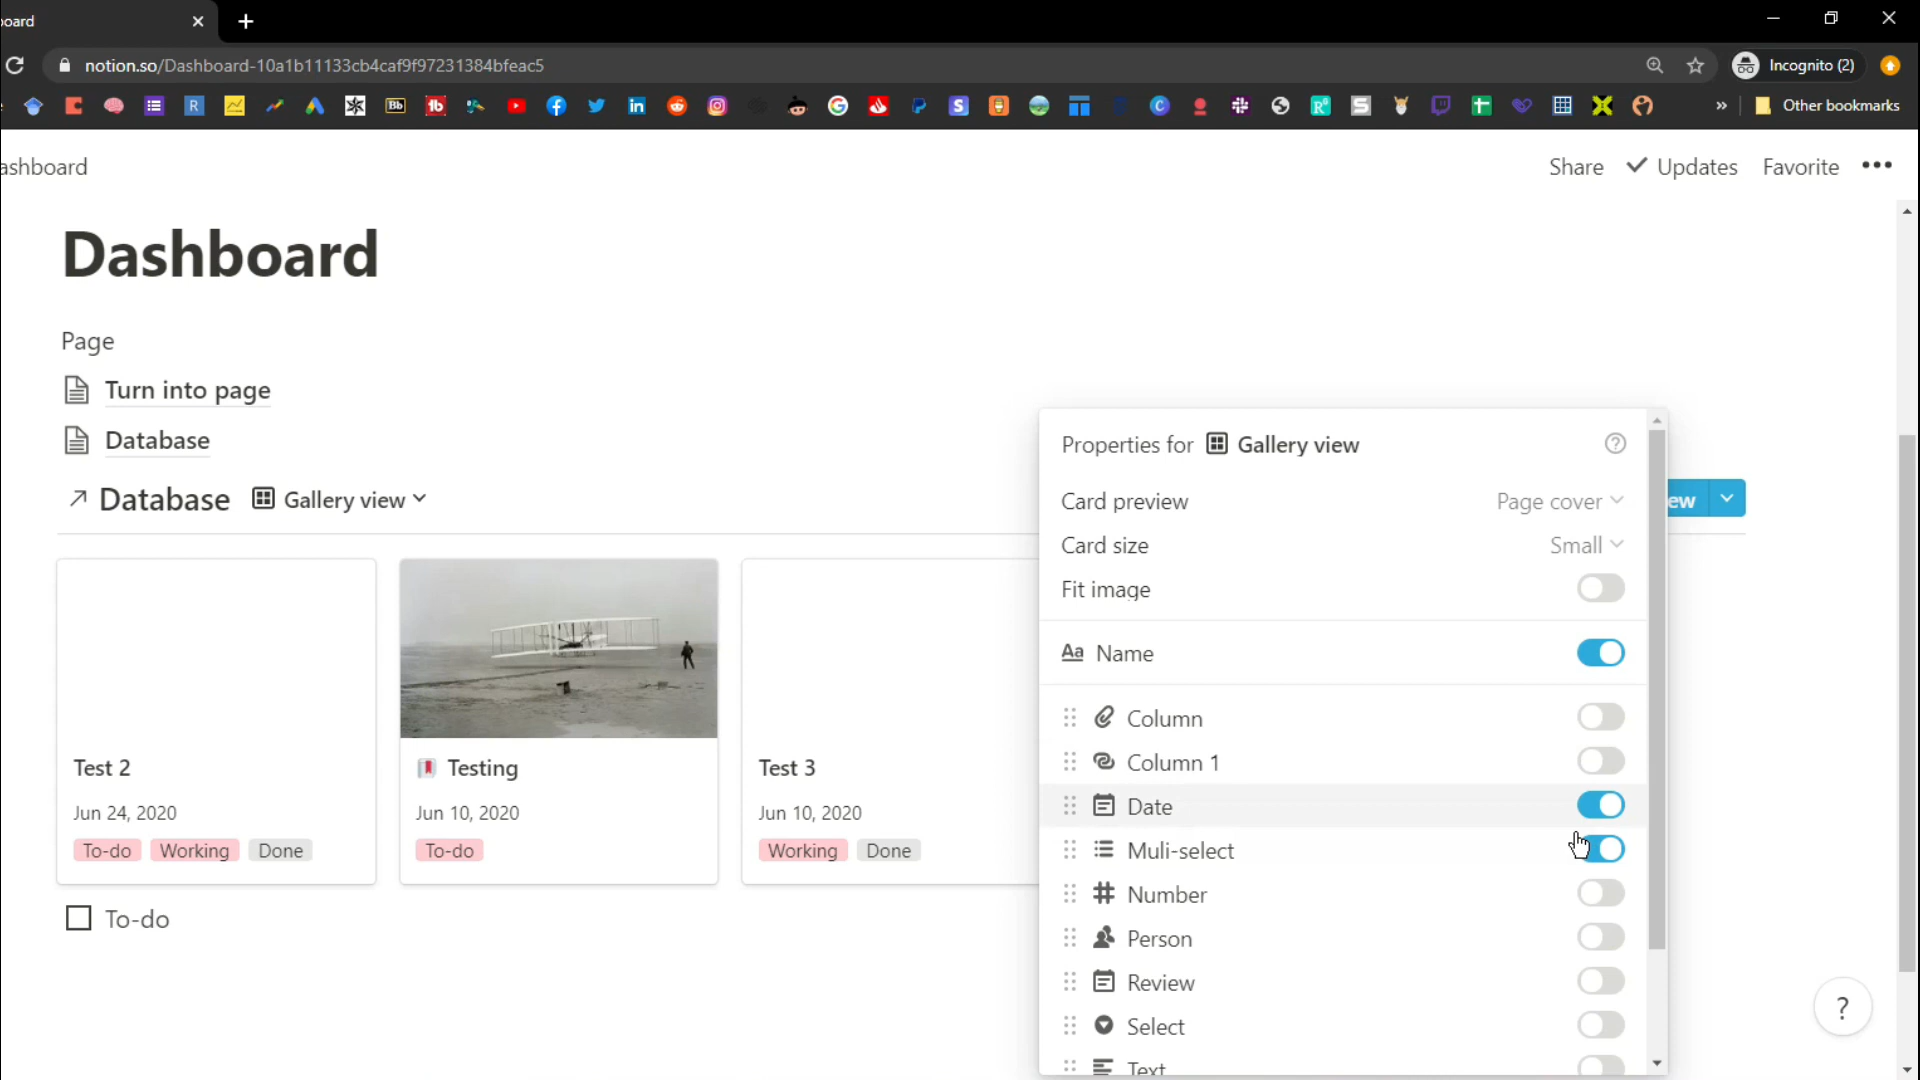 oard
notion.so/Dashboard-10a1b11133cb4caf9f97231384bfeac5
Incognito (2)
Other bookmarks
ashboard
Share
Updates
Favorite
Dashboard
Page
Turn into page
Database
Database
Gallery view
ew
Test 2
Jun 24, 2020
To-do Working Done
Testing
Jun 10, 2020
To-do
Test 3
Jun 10, 2020
Working Done
To-do
Properties for Gallery view
Card preview Page cover
Card size Small
Fit image
Aa Name
Column
Column 1
Date
Muli-select
Number
Person
Review
Select
Text
?